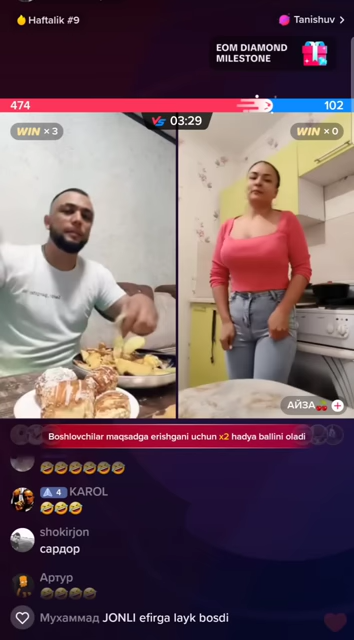 Haftalik #9
Tanishuv >
EOM DIAMOND
MILESTONE
474
102
VS 03:29
WIN × 3
WIN × 0
АЙЗА🍒
Boshlovchilar maqsadga erishgani uchun x2 hadya ballini oladi
🤣🤣🤣🤣🤣🤣
4 KAROL
🤣🤣🤣
shokirjon
сардор
Артур
🤣🤣🤣🤣
Мухаммад JONLI efirga layk bosdi